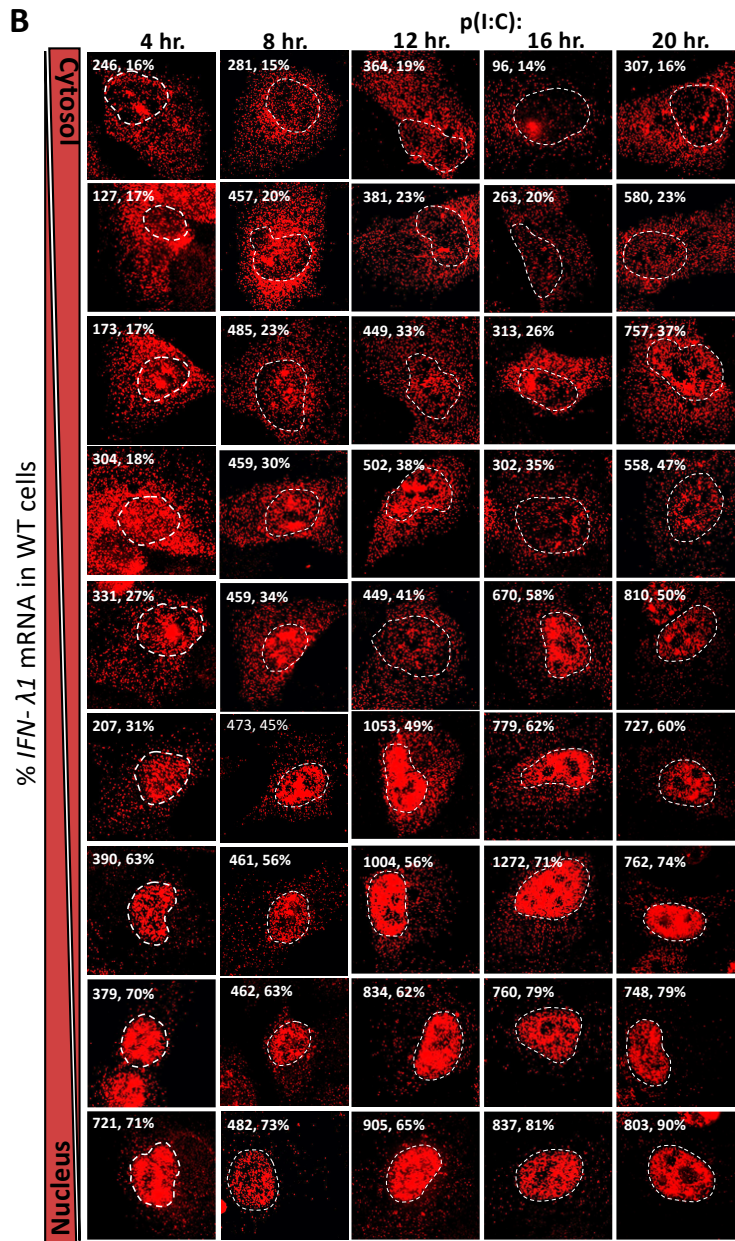 B
p(I:C):
4 hr. 8 hr. 12 hr. 16 hr. 20 hr.
Cytosol
% IFN- λ1 mRNA in WT cells
Nucleus
246, 16% 281, 15% 364, 19% 96, 14% 307, 16%
127, 17% 457, 20% 381, 23% 263, 20% 580, 23%
173, 17% 485, 23% 449, 33% 313, 26% 757, 37%
304, 18% 459, 30% 502, 38% 302, 35% 558, 47%
331, 27% 459, 34% 449, 41% 670, 58% 810, 50%
207, 31% 473, 45% 1053, 49% 779, 62% 727, 60%
390, 63% 461, 56% 1004, 56% 1272, 71% 762, 74%
379, 70% 462, 63% 834, 62% 760, 79% 748, 79%
721, 71% 482, 73% 905, 65% 837, 81% 803, 90%